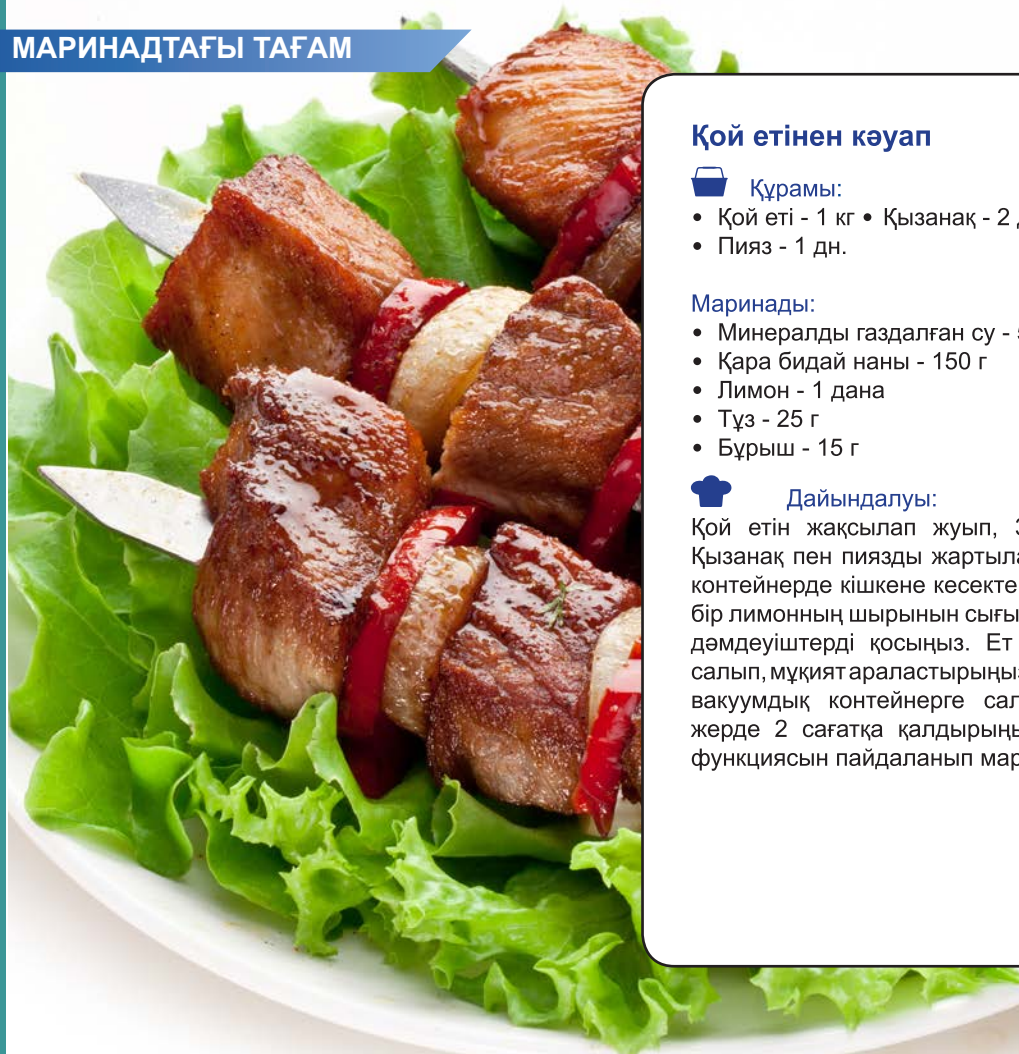 МАРИНАДТАҒЫ ТАҒАМ
Қой етінен кәуап
Құрамы:
• Қой еті - 1 кг • Қызанақ - 2
• Пияз - 1 дн.
Маринады:
• Минералды газдалған су -
• Қара бидай наны - 150 г
• Лимон - 1 дана
• Тұз - 25 г
• Бұрыш - 15 г
Дайындалуы:
Қой етін жақсылап жуып,
Қызанақ пен пиязды
контейнерде кішкене
бір лимонның шырынын
дәмдеуіштерді қосыңыз. Ет
салып, мұқият
вакуумдық контейнерге
жерде 2 сағатқа
функциясын пайдаланып